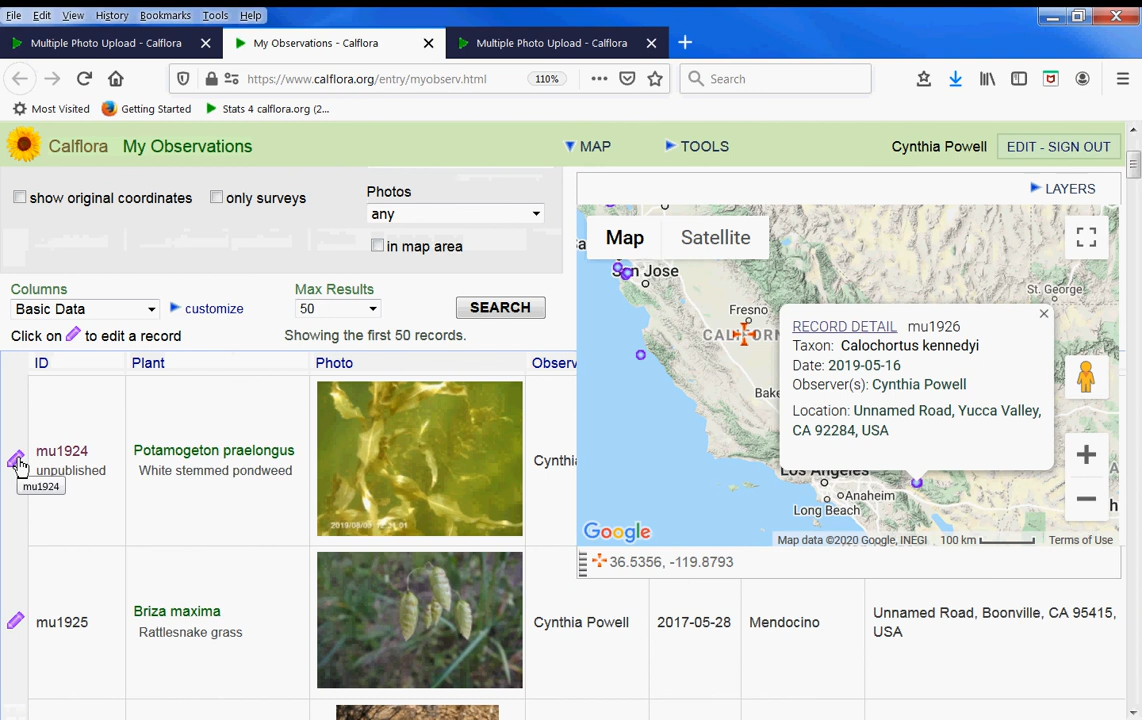 File Edit View History Bookmarks Tools Help
Multiple Photo Upload - Calflora
My Observations - Calflora
Multiple Photo Upload - Calflora
https://www.calflora.org/entry/myobserv.html
110%
Search
Most Visited
Getting Started
Stats 4 calflora.org (2...
Calflora My Observations
MAP
TOOLS
Cynthia Powell
EDIT - SIGN OUT
show original coordinates
only surveys
Photos
any
in map area
Columns
Basic Data
customize
Max Results
50
SEARCH
Click on to edit a record
Showing the first 50 records.
LAYERS
Map Satellite
San Jose
St. George
Fresno
RECORD DETAIL mu1926
Taxon: Calochortus kennedyi
Date: 2019-05-16
Observer(s): Cynthia Powell
Location: Unnamed Road, Yucca Valley,
CA 92284, USA
Los Angeles
Anaheim
Long Beach
Google
Map data ©2020 Google, INEGI
100 km
Terms of Use
36.5356, -119.8793
ID
Plant
Photo
Observ
mu1924
unpublished
mu1924
Potamogeton praelongus
White stemmed pondweed
Cynthi
mu1925
Briza maxima
Rattlesnake grass
Cynthia Powell
2017-05-28
Mendocino
Unnamed Road, Boonville, CA 95415,
USA